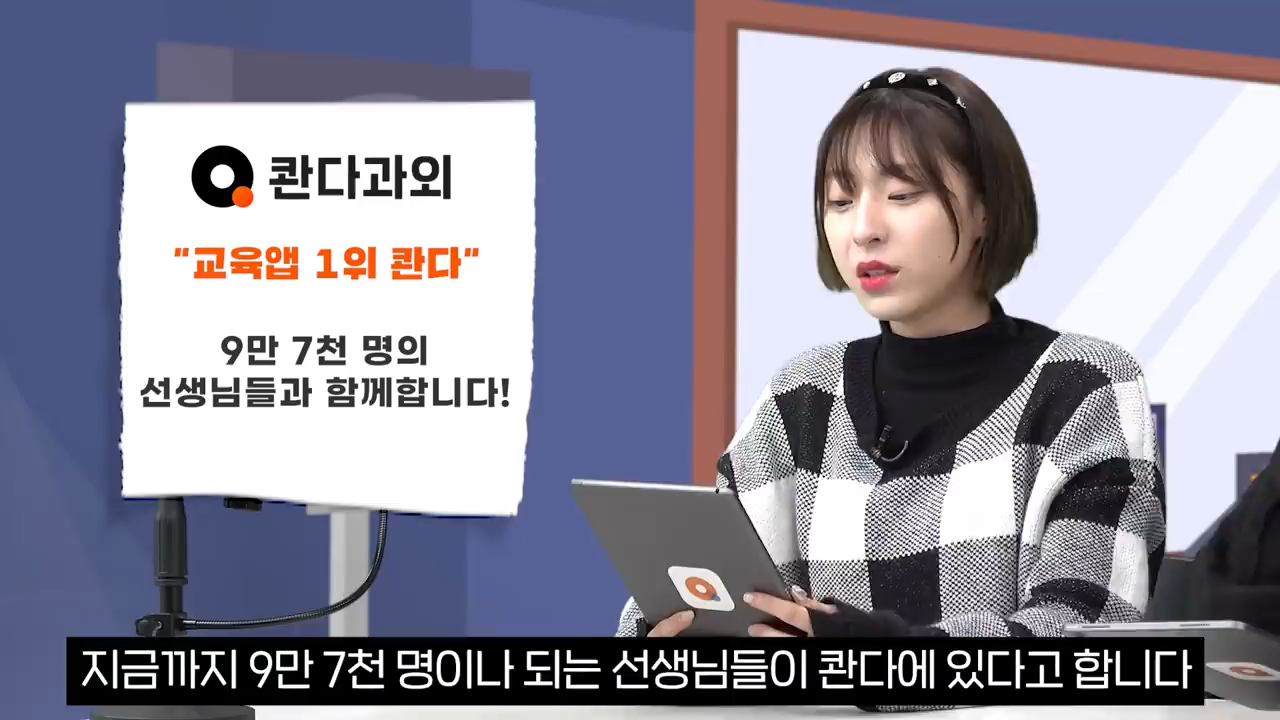 콴다과외
"교육앱 1위 콴다"
9만 7천 명의
선생님들과 함께합니다!
지금까지 9만 7천 명이나 되는 선생님들이 콴다에 있다고 합니다